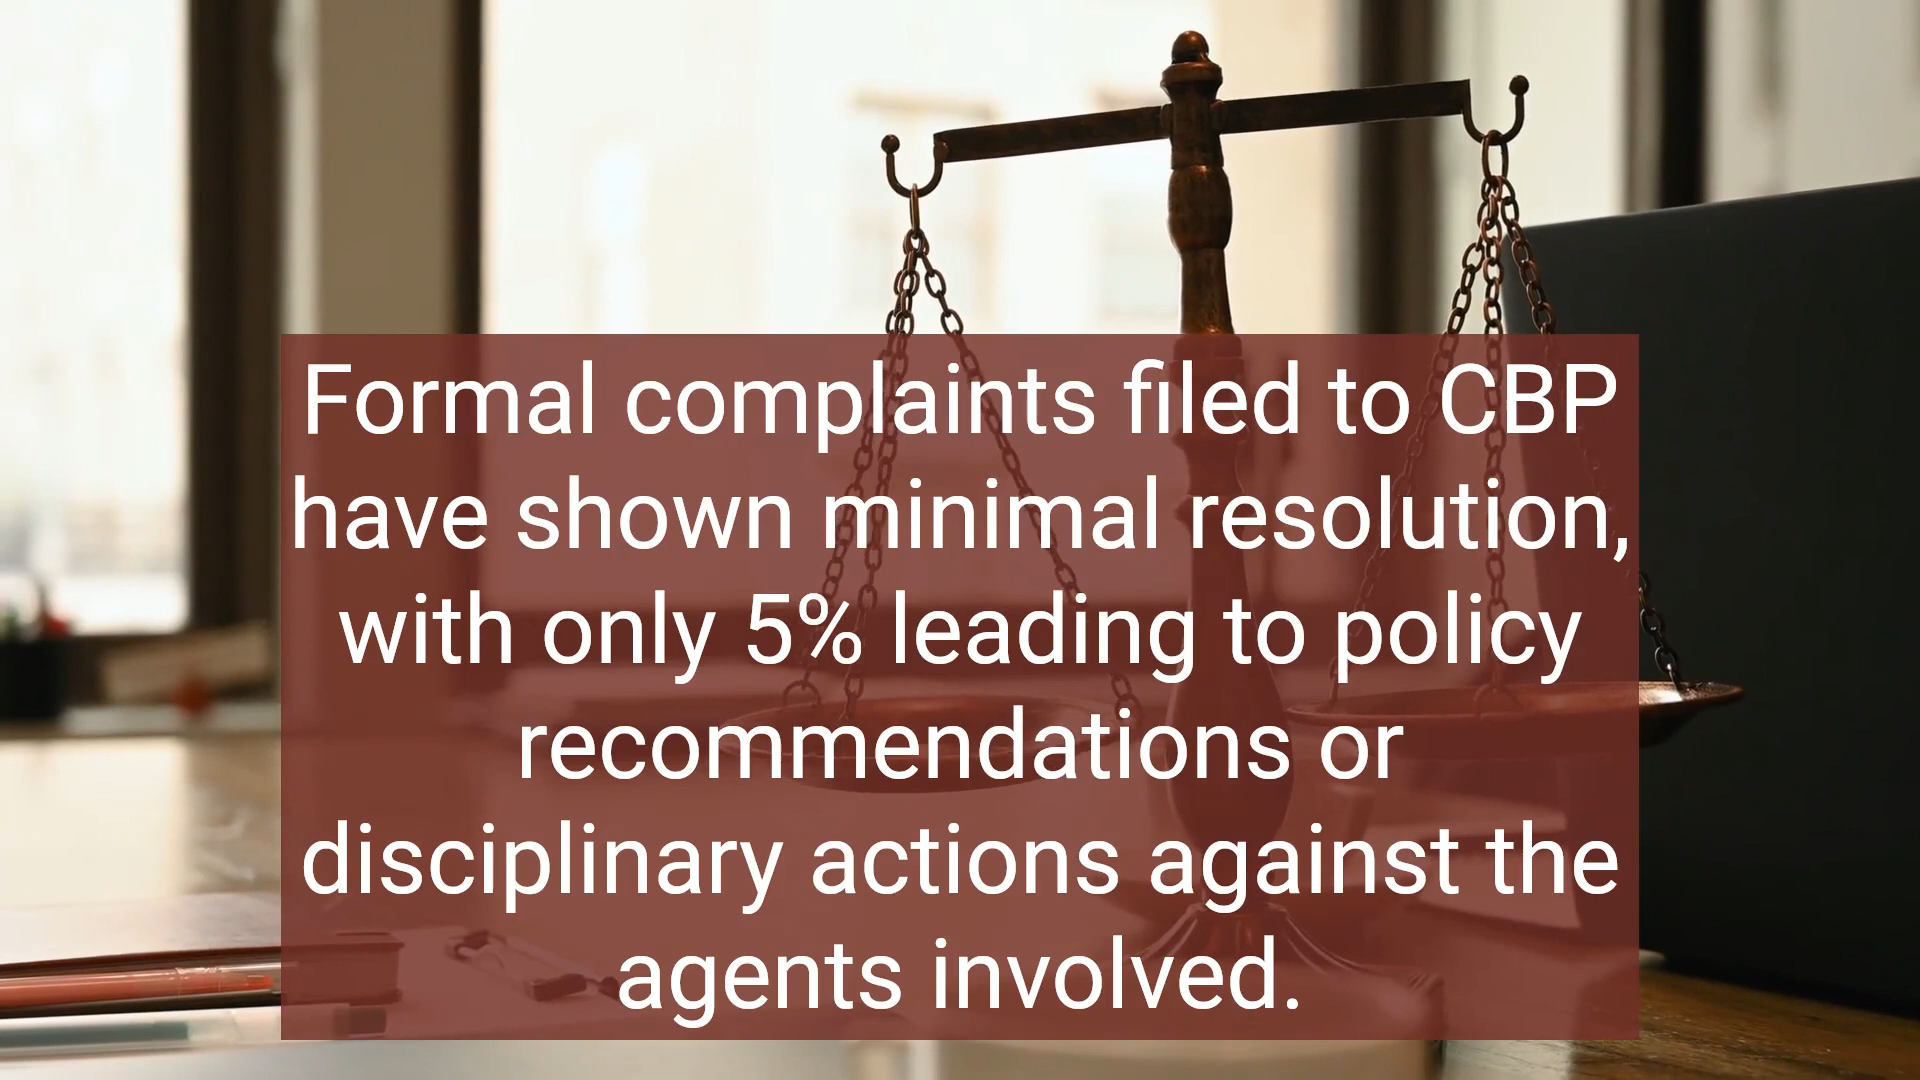 Formal complaints filed to CBP
have shown minimal resolution,
with only 5% leading to policy
recommendations or
disciplinary actions against the
agents involved.